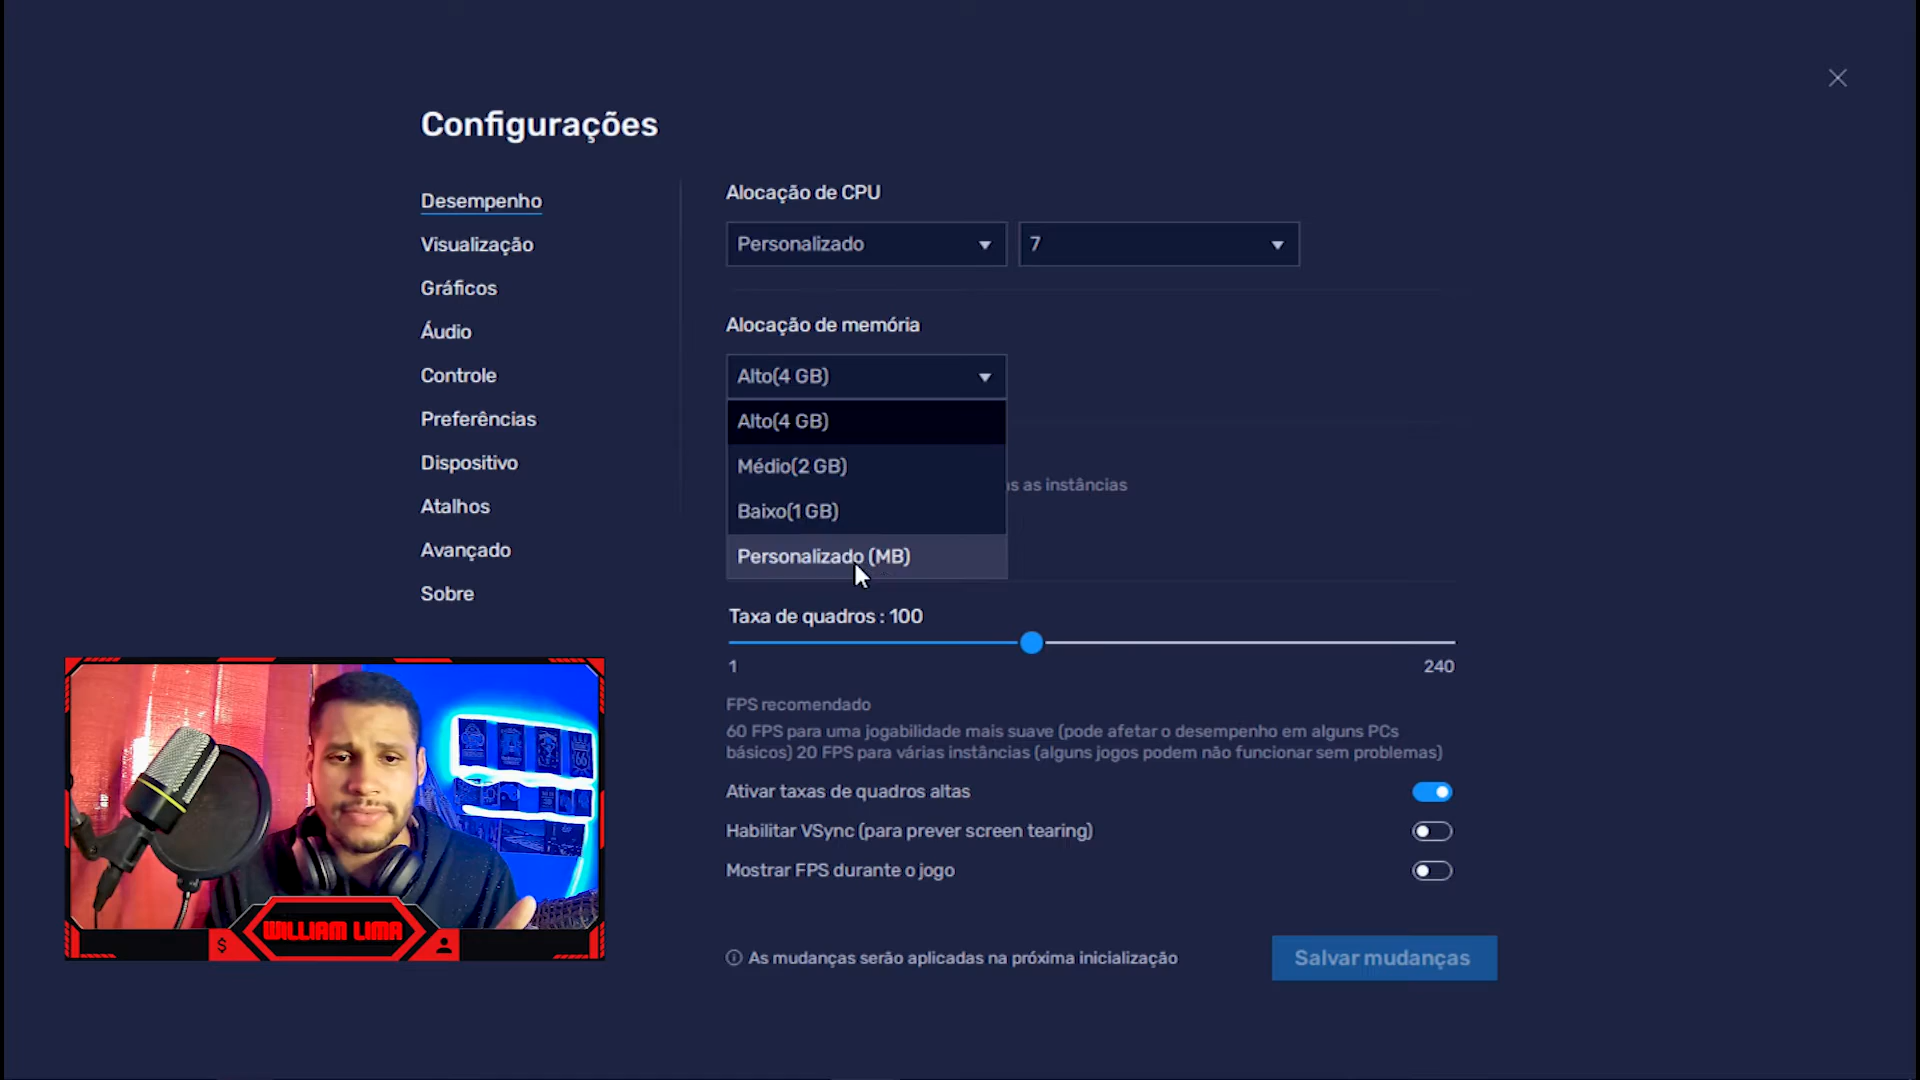 Configurações
Desempenho
Visualização
Gráficos
Áudio
Controle
Preferências
Dispositivo
Atalhos
Avançado
Sobre
Alocação de CPU
Personalizado
7
Alocação de memória
Alto(4 GB)
Alto(4 GB)
Médio(2 GB)
Baixo(1 GB)
Personalizado (MB)
as instâncias
Taxa de quadros : 100
1
240
FPS recomendado
60 FPS para uma jogabilidade mais suave (pode afetar o desempenho em alguns PCs
básicos) 20 FPS para várias instâncias (alguns jogos podem não funcionar sem problemas)
Ativar taxas de quadros altas
Habilitar VSync (para prever screen tearing)
Mostrar FPS durante o jogo
As mudanças serão aplicadas na próxima inicialização
Salvar mudanças
$ WILLIAM LIMA
66